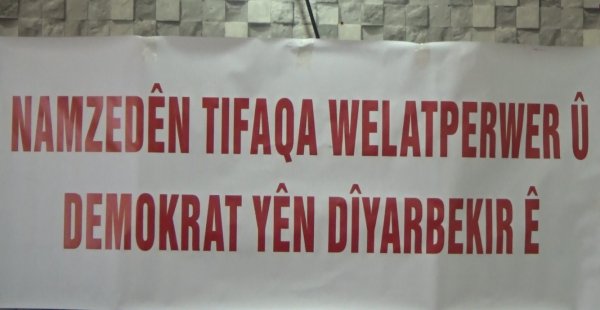 NAMZEDÊN TIFAQA WELATPERWER Û
DEMOKRAT YÊN DÎYARBEKIR Ê